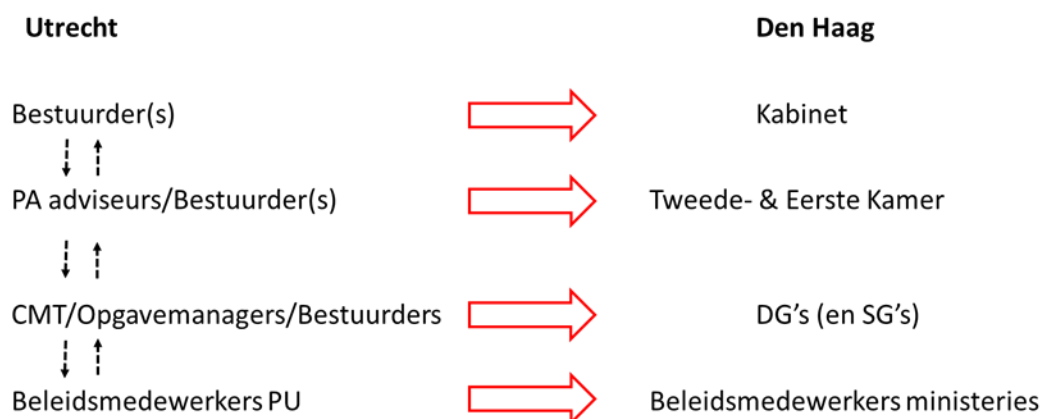 Utrecht Den Haag
Bestuurder(s) Kabinet
PA adviseurs/Bestuurder(s) Tweede- & Eerste Kamer
CMT/Opgavemanagers/Bestuurders DG's (en SG's)
Beleidsmedewerkers PU Beleidsmedewerkers ministeries